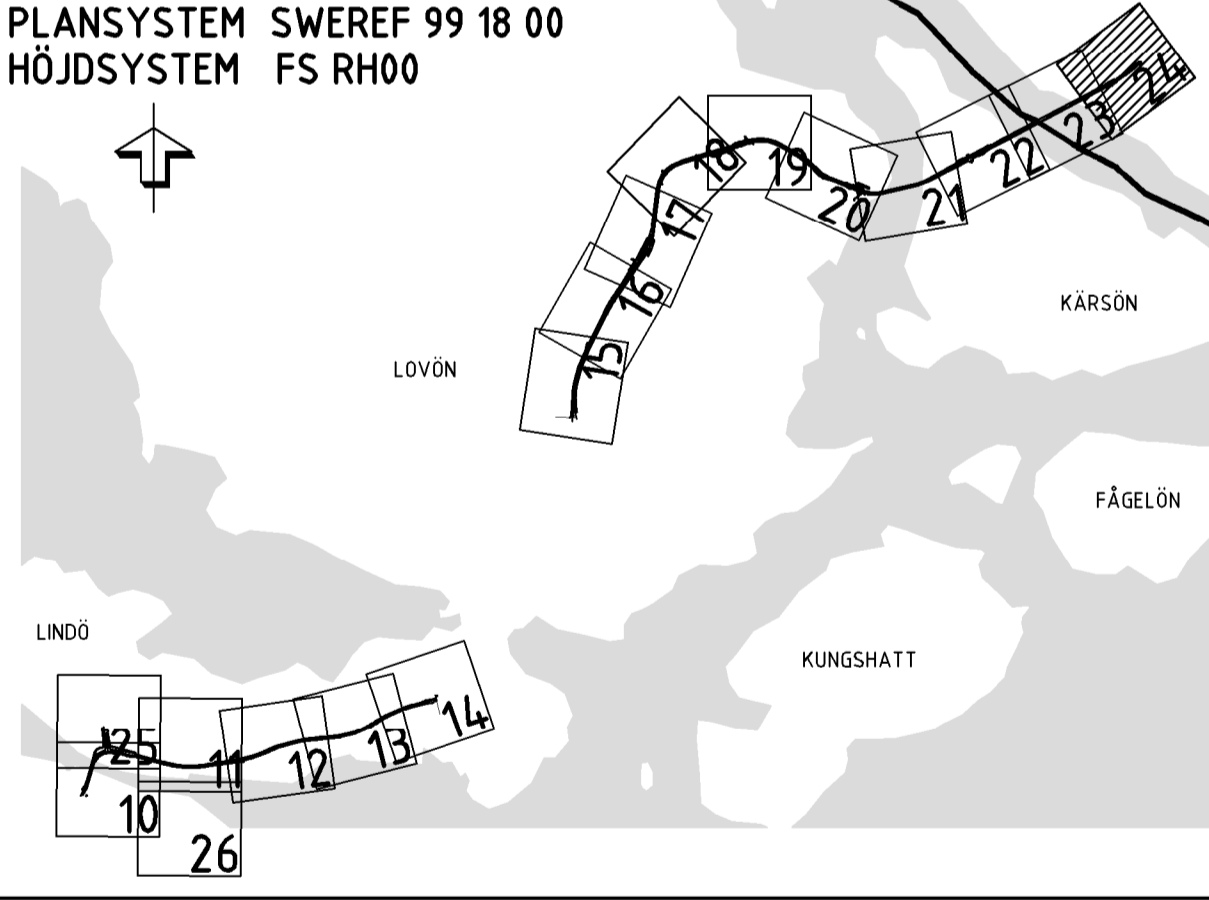 PLANSYSTEM SWEREF 99 18 00
HÖJDSYSTEM FS RH00
24
23
22
21
20
19
18
17
16
15
KÄRSÖN
LOVÖN
FÅGELÖN
LINDÖ
KUNGSHATT
14
13
12
11
25
10
26